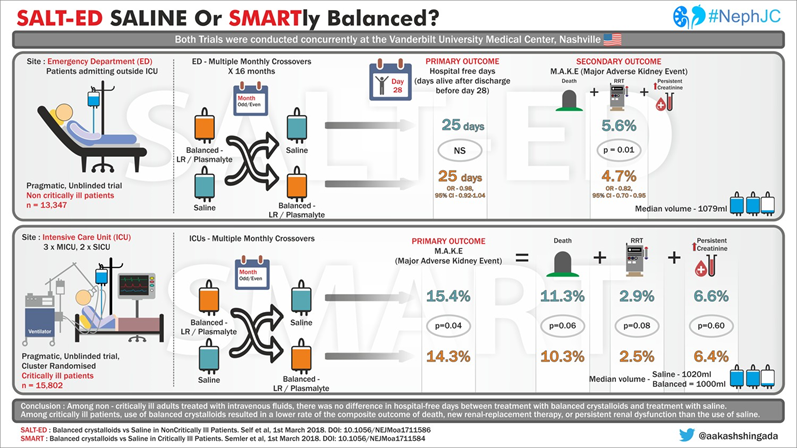 SALT-ED SALINE Or SMARTly Balanced?
#NephJC
Both Trials were conducted concurrently at the Vanderbilt University Medical Center, Nashville
SALT-ED
Site : Emergency Department (ED)
Patients admitting outside ICU
Pragmatic, Unblinded trial
Non critically ill patients
n = 13,347
ED - Multiple Monthly Crossovers
X 16 months
Month
Odd/Even
Balanced -
LR / Plasmalyte
Saline
Saline
Balanced -
LR / Plasmalyte
Day
28
PRIMARY OUTCOME
Hospital free days
(days alive after discharge
before day 28)
25 days
NS
25 days
OR - 0.98,
95% CI - 0.92-1.04
SECONDARY OUTCOME
M.A.K.E (Major Adverse Kidney Event)
Death
+
RRT
+
Persistent
Creatinine
5.6%
p = 0.01
4.7%
OR - 0.82,
95% CI - 0.70 - 0.95
Median volume - 1079ml
SMART
Site : Intensive Care Unit (ICU)
3 x MICU, 2 x SICU
Ventilator
Pragmatic, Unblinded trial,
Cluster Randomised
Critically ill patients
n = 15,802
ICUs - Multiple Monthly Crossovers
Month
Odd/Even
Balanced -
LR / Plasmalyte
Saline
Saline
Balanced -
LR / Plasmalyte
PRIMARY OUTCOME
M.A.K.E
(Major Adverse Kidney Event)
=
Death
+
RRT
+
Persistent
Creatinine
15.4% 11.3% 2.9% 6.6%
p=0.04 p=0.06 p=0.08 p=0.60
14.3% 10.3% 2.5% 6.4%
Median volume - Saline - 1020ml
Balanced = 1000ml
Conclusion : Among non - critically ill adults treated with intravenous fluids, there was no difference in hospital-free days between treatment with balanced crystalloids and treatment with saline.
Among critically ill patients, use of balanced crystalloids resulted in a lower rate of the composite outcome of death, new renal-replacement therapy, or persistent renal dysfunction than the use of saline.
SALT-ED : Balanced crystalloids vs Saline in NonCritically Ill Patients. Self et al, 1st March 2018. DOI: 10.1056/NEJMoa1711586
SMART : Balanced crystalloids vs Saline in Critically Ill Patients. Semler et al, 1st March 2018. DOI: 10.1056/NEJMoa1711584
@aakashshingada